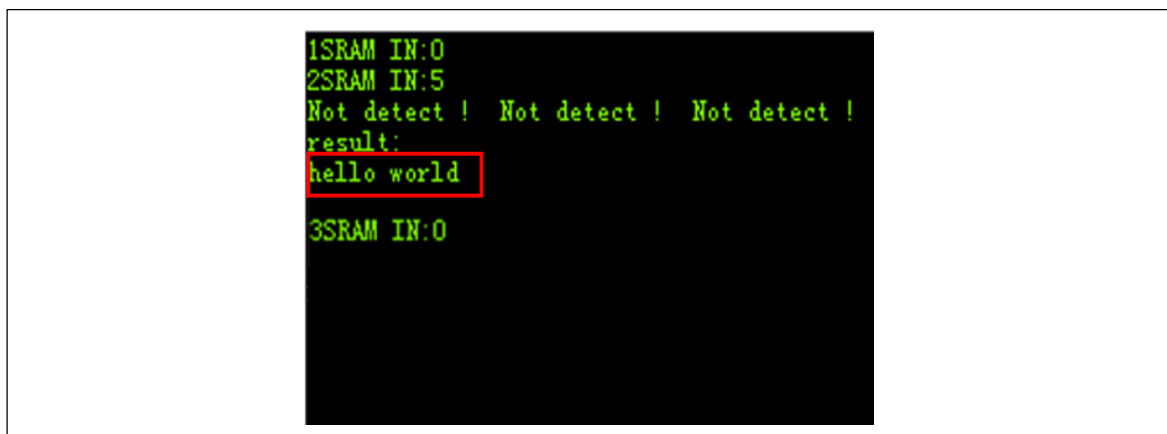 1SRAM IN:0
2SRAM IN:5
Not detect ! Not detect ! Not detect !
result:
hello world
3SRAM IN:0